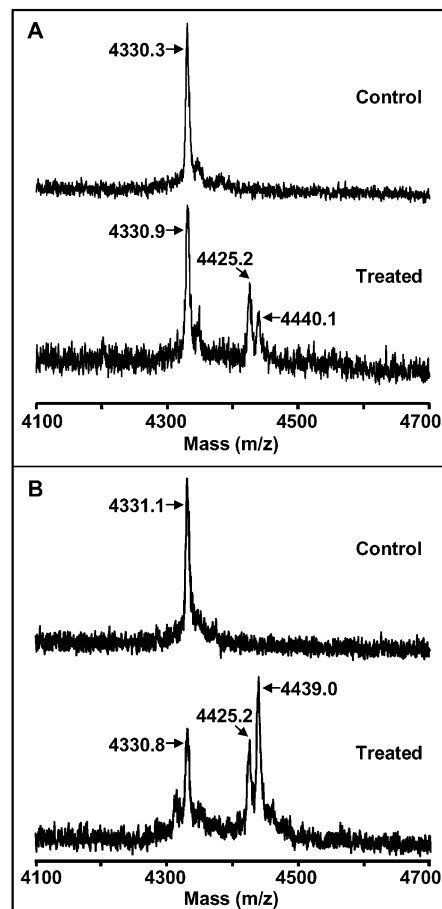 A
4330.3
Control
4330.9
4425.2
4440.1
Treated
4100 4300 4500 4700
Mass (m/z)
B
4331.1
Control
4439.0
4425.2
4330.8
Treated
4100 4300 4500 4700
Mass (m/z)